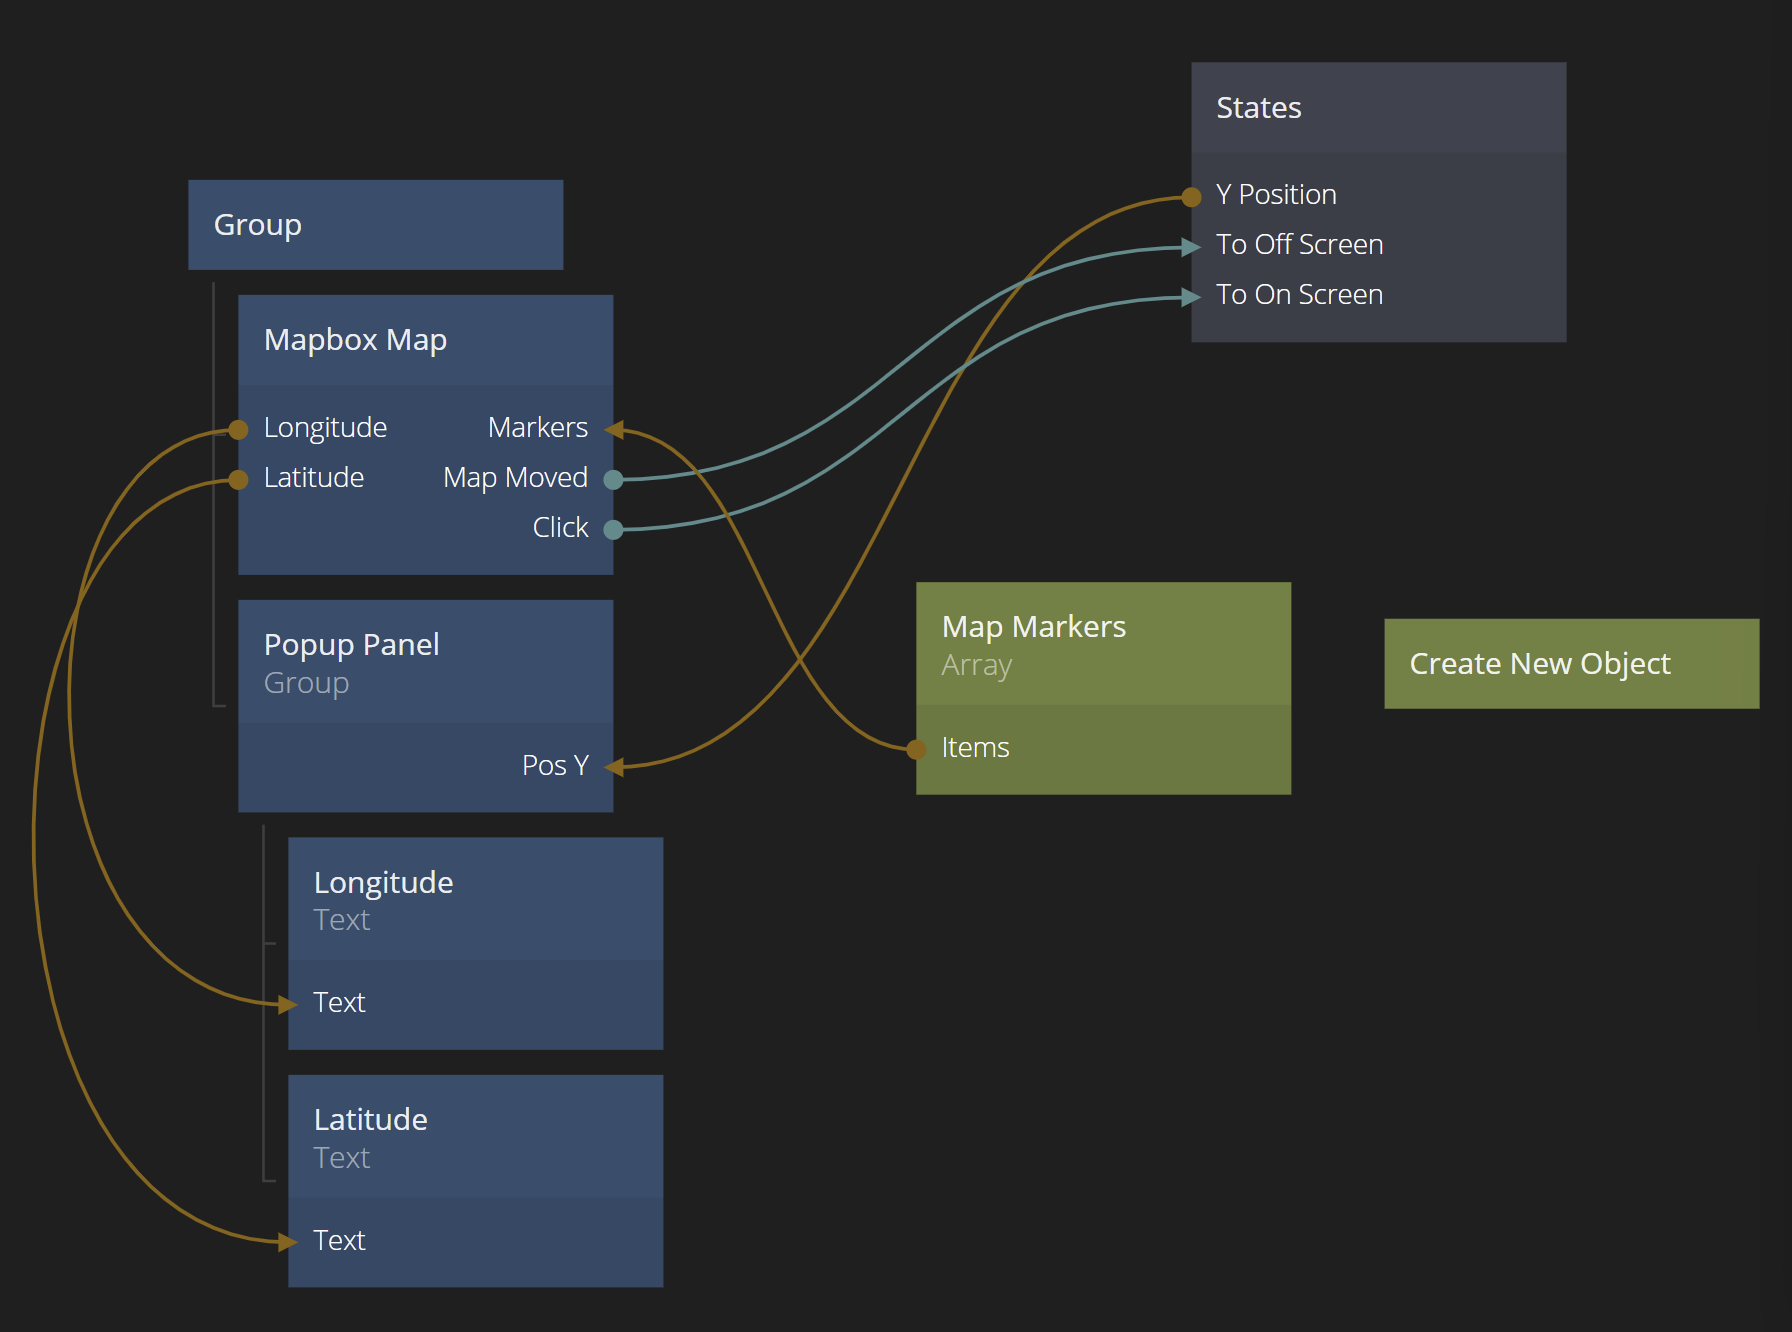 States
Y Position
To Off Screen
To On Screen
Group
Mapbox Map
Longitude Markers
Latitude Map Moved
Click
Popup Panel
Group
Pos Y
Map Markers
Array
Items
Create New Object
Longitude
Text
Text
Latitude
Text
Text